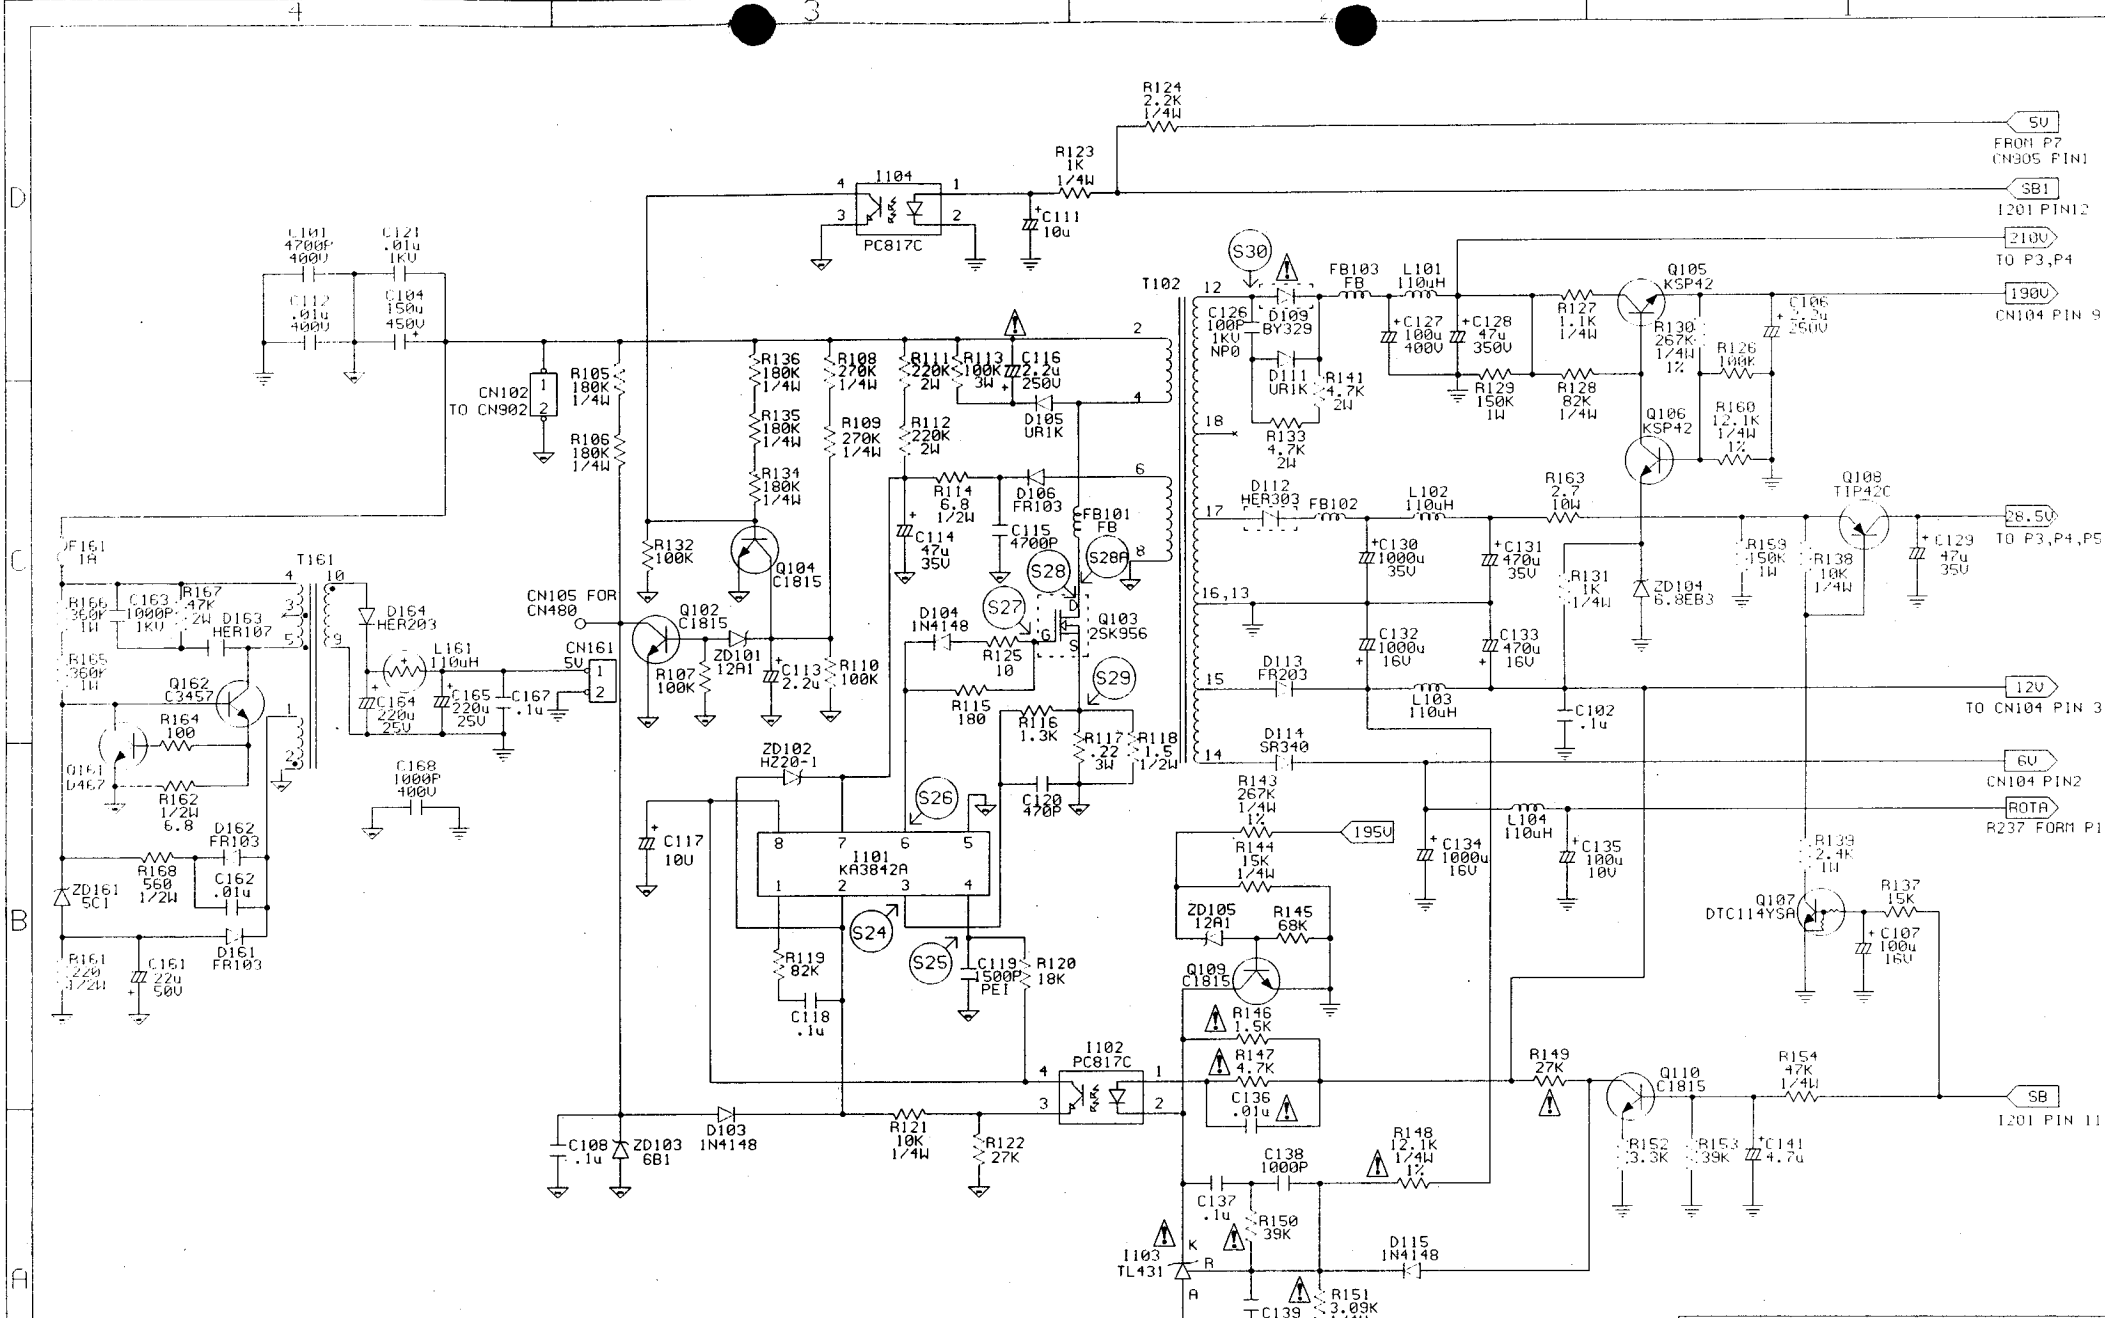 4
3
2
1
D
C
B
A
R124
2.2K
1/4W
5V
FROM P7
CN905 PIN1
R123
1K
1/4W
SB1
I201 PIN12
I104
4
1
3
2
PC817C
+
C111
10u
210V
TO P3,P4
190V
CN104 PIN 9
C101
4700P
400V
C121
.01u
1KV
C112
.01u
400V
C104
150u
450V
+
T102
S30
12
C126
100P
1KV
NP0
D109
BY329
D111
UR1K
R141
4.7K
2W
R133
4.7K
2W
FB103
FB
L101
110uH
+C127
100u
400V
+C128
47u
350V
R127
1.1K
1/4W
R129
150K
1W
R128
82K
1/4W
Q105
KSP42
R130
267K
1/4W
1%
C106
+ 2.2u
250V
R126
100K
R160
12.1K
1/4W
1%
Q106
KSP42
CN102
TO CN902
1
2
R105
180K
1/4W
R106
180K
1/4W
R136
180K
1/4W
R135
180K
1/4W
R134
180K
1/4W
R108
270K
1/4W
R109
270K
1/4W
R111
220K
2W
R112
220K
2W
R113
100K
3W
C116
2.2u
250V
+
D105
UR1K
2
4
6
8
18
17
16,13
15
14
R114
6.8
1/2W
D106
FR103
C114
47u
35V
+
C115
4700P
FB101
FB
S28
S28A
S27
D112
HER303
FB102
L102
110uH
+C130
1000u
35V
+C131
470u
35V
R163
2.7
10W
R131
1K
1/4W
ZD104
6.8EB3
R159
150K
1W
R138
10K
1/4W
Q108
TIP42C
28.5V
TO P3,P4,P5
+ C129
47u
35V
F161
1A
T161
4
10
3
5
9
1
2
R166
360K
1W
C163
1000P
1KV
R167
47K
2W
D163
HER107
D164
HER203
R165
360K
1W
Q162
C3457
L161
110uH
C164
220u
25V
+
C165
220u
25V
+
C167
.1u
CN161
5V
1
2
R164
100
Q161
D467
R162
1/2W
6.8
C168
1000P
400V
D162
FR103
R168
560
1/2W
C162
.01u
ZD161
5C1
D161
FR103
R161
220
1/2W
C161
22u
50V
+
CN105 FOR
CN480
R132
100K
Q104
C1815
Q102
C1815
R107
100K
ZD101
12A1
+
C113
2.2u
R110
100K
D104
1N4148
R125
10
R115
180
G
D
S
Q103
2SK956
S29
R116
1.3K
R117
.22
3W
R118
1.5
1/2W
C120
470P
C132
1000u
16V
+
C133
470u
16V
+
D113
FR203
L103
110uH
C102
.1u
12V
TO CN104 PIN 3
D114
SR340
6V
CN104 PIN2
ROTA
R237 FORM P1
ZD102
HZ20-1
S26
+
C117
10U
8
7
6
5
I101
KA3842A
1
2
3
4
S24
S25
R119
82K
C118
.1u
C119
1500P
PEI
R120
18K
R143
267K
1/4W
1%
195V
R144
15K
1/4W
ZD105
12A1
R145
68K
Q109
C1815
L104
110uH
+ C134
1000u
16V
+ C135
100u
10V
R139
2.4K
1W
Q107
DTC114YSA
R137
15K
+ C107
100u
16V
R146
1.5K
R147
4.7K
C136
.01u
I102
PC817C
4
1
3
2
R149
27K
Q110
C1815
R154
47K
1/4W
SB
I201 PIN 11
C108
.1u
ZD103
6B1
D103
1N4148
R121
10K
1/4W
R122
27K
R148
12.1K
1/4W
1%
R152
3.3K
R153
39K
+C141
4.7u
C138
1000P
C137
.1u
R150
39K
I103
TL431
K
R
A
D115
1N4148
C139
R151
3.09K